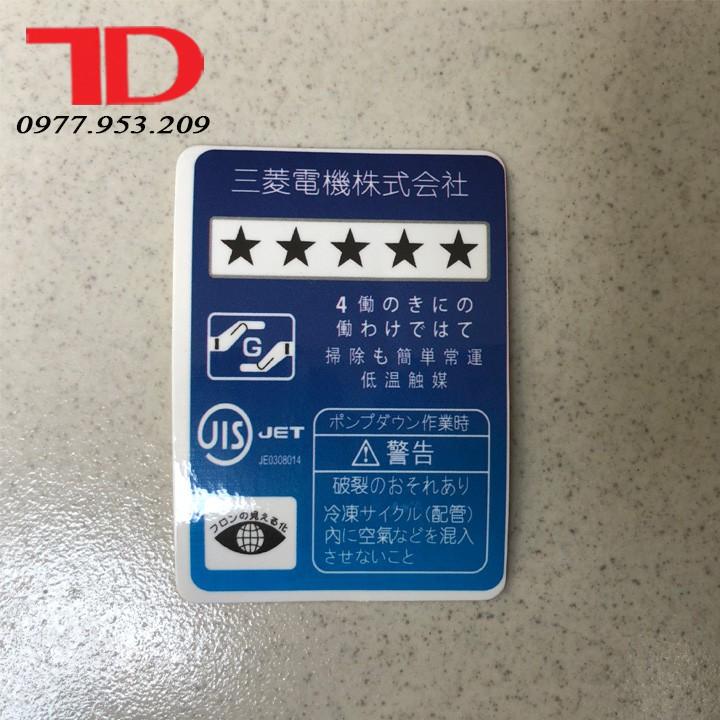 TD
0977.953.209
三菱電機株式会社
★★★★★
4働のきにの
働わけではて
掃除も簡単常運
低温触媒
G
JIS JET
JE0308014
フロンの見える化
ポンプダウン作業時
⚠ 警告
破裂のおそれあり
冷凍サイクル(配管)
內に空氣などを混入
させないこと